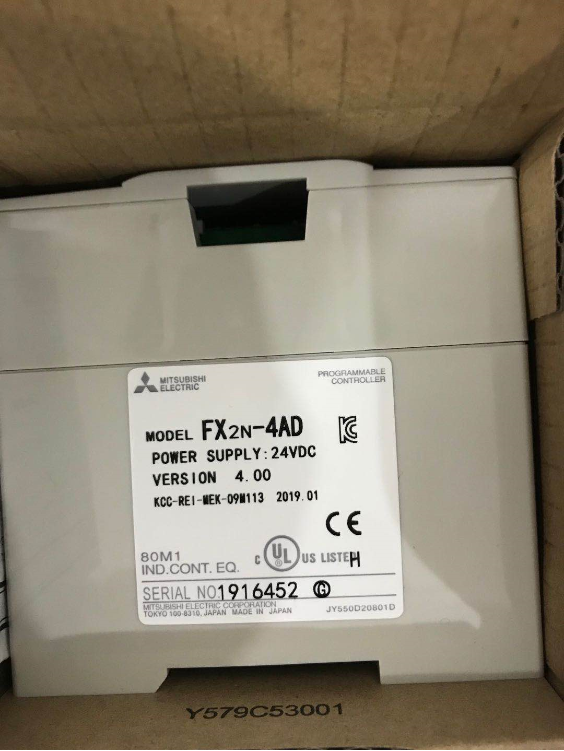 MITSUBISHI
ELECTRIC
PROGRAMMABLE
CONTROLLER
MODEL FX2N-4AD
POWER SUPPLY:24VDC
VERSION 4.00
KCC-REI-MEK-09M113 2019.01
CE
80M1
IND.CONT. EQ.
C UL US LISTED H
SERIAL NO1916452 G
MITSUBISHI ELECTRIC CORPORATION
TOKYO 100-8310, JAPAN MADE IN JAPAN
JY550D20801D
Y579C53001